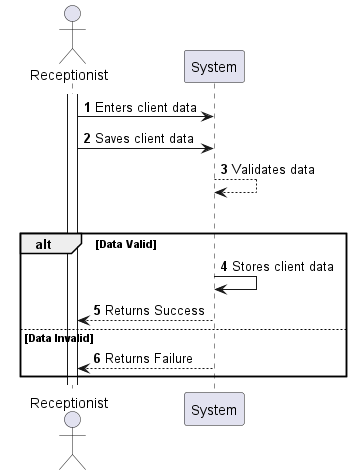 Receptionist
System
1 Enters client data
2 Saves client data
3 Validates data
alt [Data Valid]
4 Stores client data
5 Returns Success
[Data Invalid]
6 Returns Failure
Receptionist
System